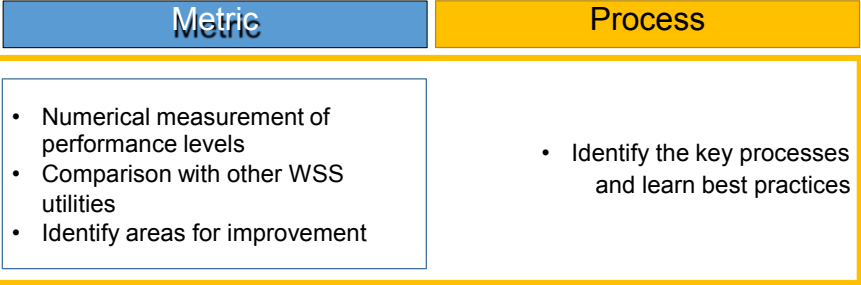 Metric
Process
• Numerical measurement of
performance levels
• Comparison with other WSS
utilities
• Identify areas for improvement
• Identify the key processes
and learn best practices